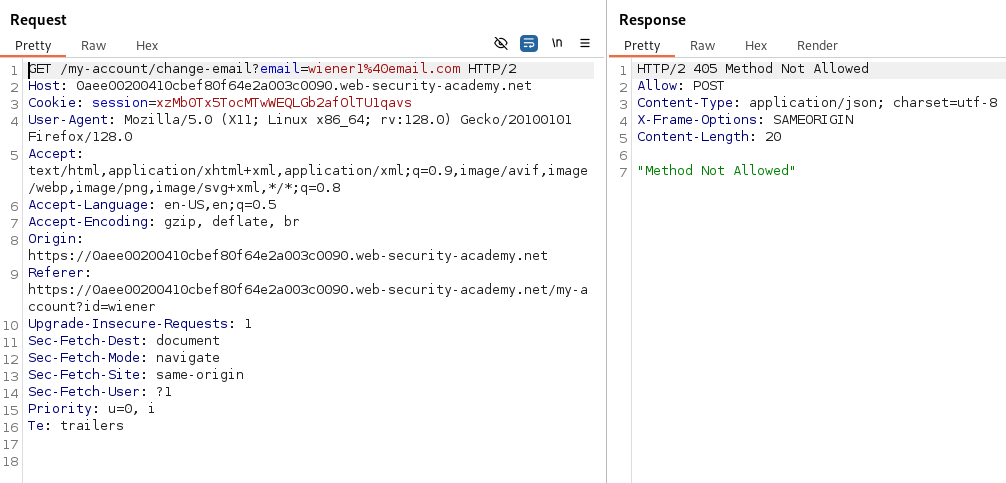 Request
Pretty Raw Hex \n
1 GET /my-account/change-email?email=wiener1%40email.com HTTP/2
2 Host: 0aee00200410cbef80f64e2a003c0090.web-security-academy.net
3 Cookie: session=xzMb0Tx5TocMTwWEQLGb2afOlTU1qavs
4 User-Agent: Mozilla/5.0 (X11; Linux x86_64; rv:128.0) Gecko/20100101
Firefox/128.0
5 Accept:
text/html,application/xhtml+xml,application/xml;q=0.9,image/avif,image
/webp,image/png,image/svg+xml,*/*;q=0.8
6 Accept-Language: en-US,en;q=0.5
7 Accept-Encoding: gzip, deflate, br
8 Origin:
https://0aee00200410cbef80f64e2a003c0090.web-security-academy.net
9 Referer:
https://0aee00200410cbef80f64e2a003c0090.web-security-academy.net/my-a
ccount?id=wiener
10 Upgrade-Insecure-Requests: 1
11 Sec-Fetch-Dest: document
12 Sec-Fetch-Mode: navigate
13 Sec-Fetch-Site: same-origin
14 Sec-Fetch-User: ?1
15 Priority: u=0, i
16 Te: trailers
17
18
Response
Pretty Raw Hex Render
1 HTTP/2 405 Method Not Allowed
2 Allow: POST
3 Content-Type: application/json; charset=utf-8
4 X-Frame-Options: SAMEORIGIN
5 Content-Length: 20
6
7 "Method Not Allowed"